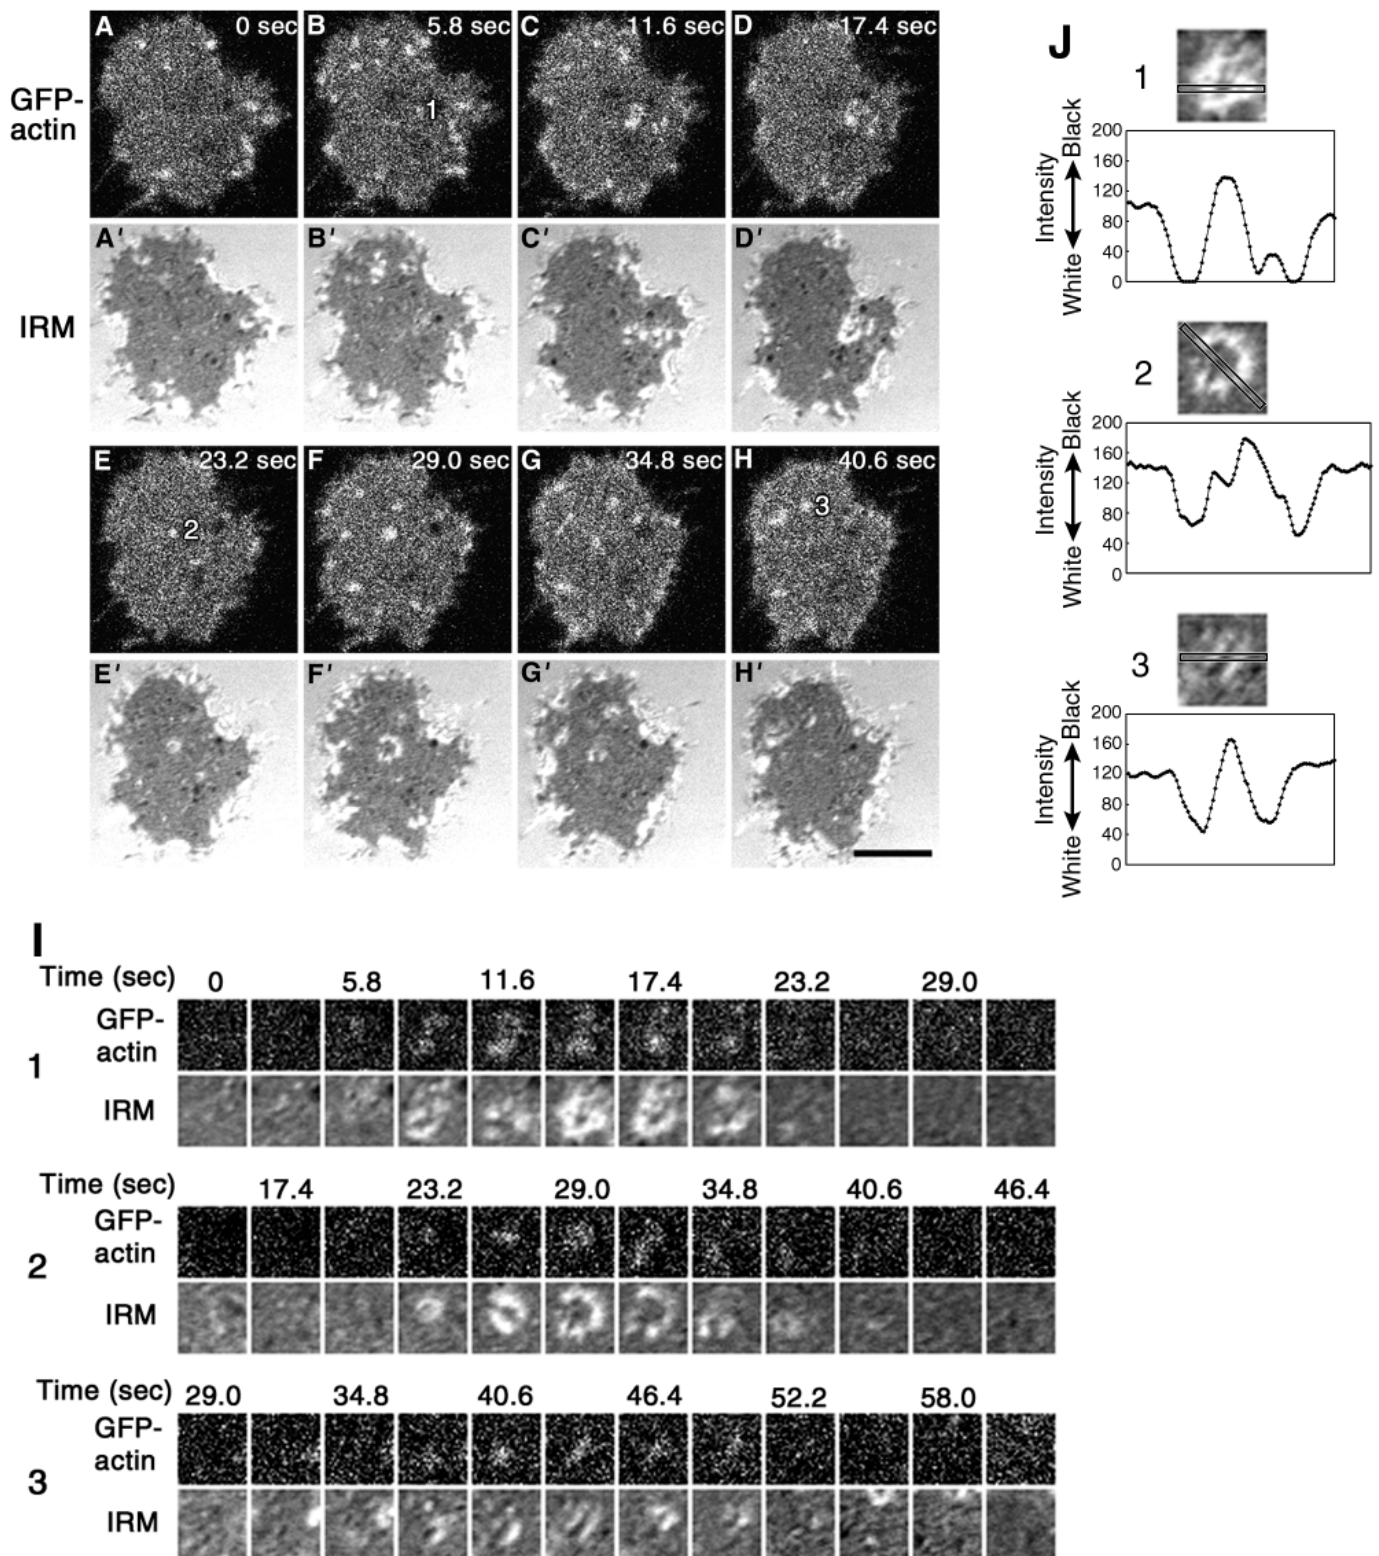 A 0 sec B 5.8 sec C 11.6 sec D 17.4 sec
1
GFP-
actin
A′ B′ C′ D′
IRM
E 23.2 sec F 29.0 sec G 34.8 sec H 40.6 sec
2 3
E′ F′ G′ H′
J
1
Intensity
White Black
200
160
120
80
40
0
2
Intensity
White Black
200
160
120
80
40
0
3
Intensity
White Black
200
160
120
80
40
0
I
Time (sec) 0 5.8 11.6 17.4 23.2 29.0
GFP-
actin
1
IRM
Time (sec) 17.4 23.2 29.0 34.8 40.6 46.4
GFP-
actin
2
IRM
Time (sec) 29.0 34.8 40.6 46.4 52.2 58.0
GFP-
actin
3
IRM